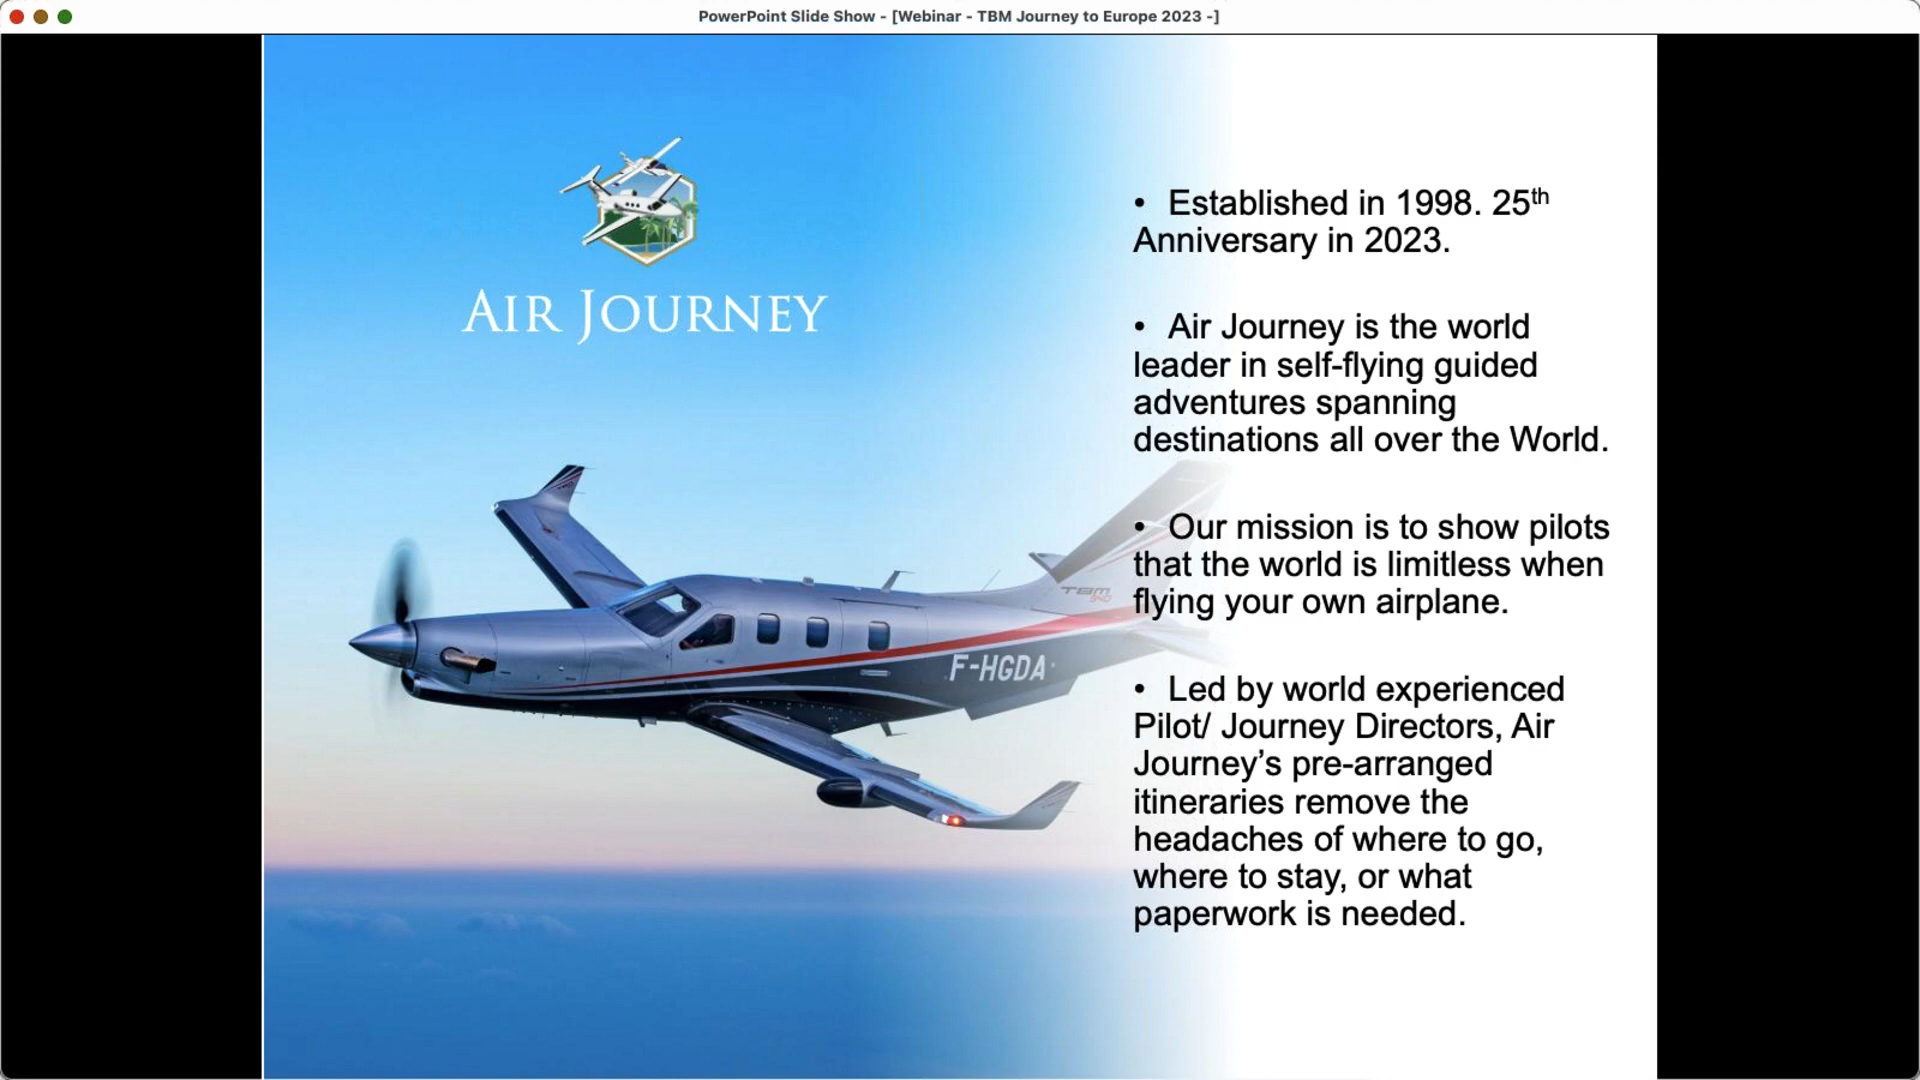 PowerPoint Slide Show - [Webinar - TBM Journey to Europe 2023 -]
AIR JOURNEY
• Established in 1998. 25th
Anniversary in 2023.
• Air Journey is the world
leader in self-flying guided
adventures spanning
destinations all over the World.
• Our mission is to show pilots
that the world is limitless when
flying your own airplane.
• Led by world experienced
Pilot/ Journey Directors, Air
Journey’s pre-arranged
itineraries remove the
headaches of where to go,
where to stay, or what
paperwork is needed.
TBM
F-HGDA